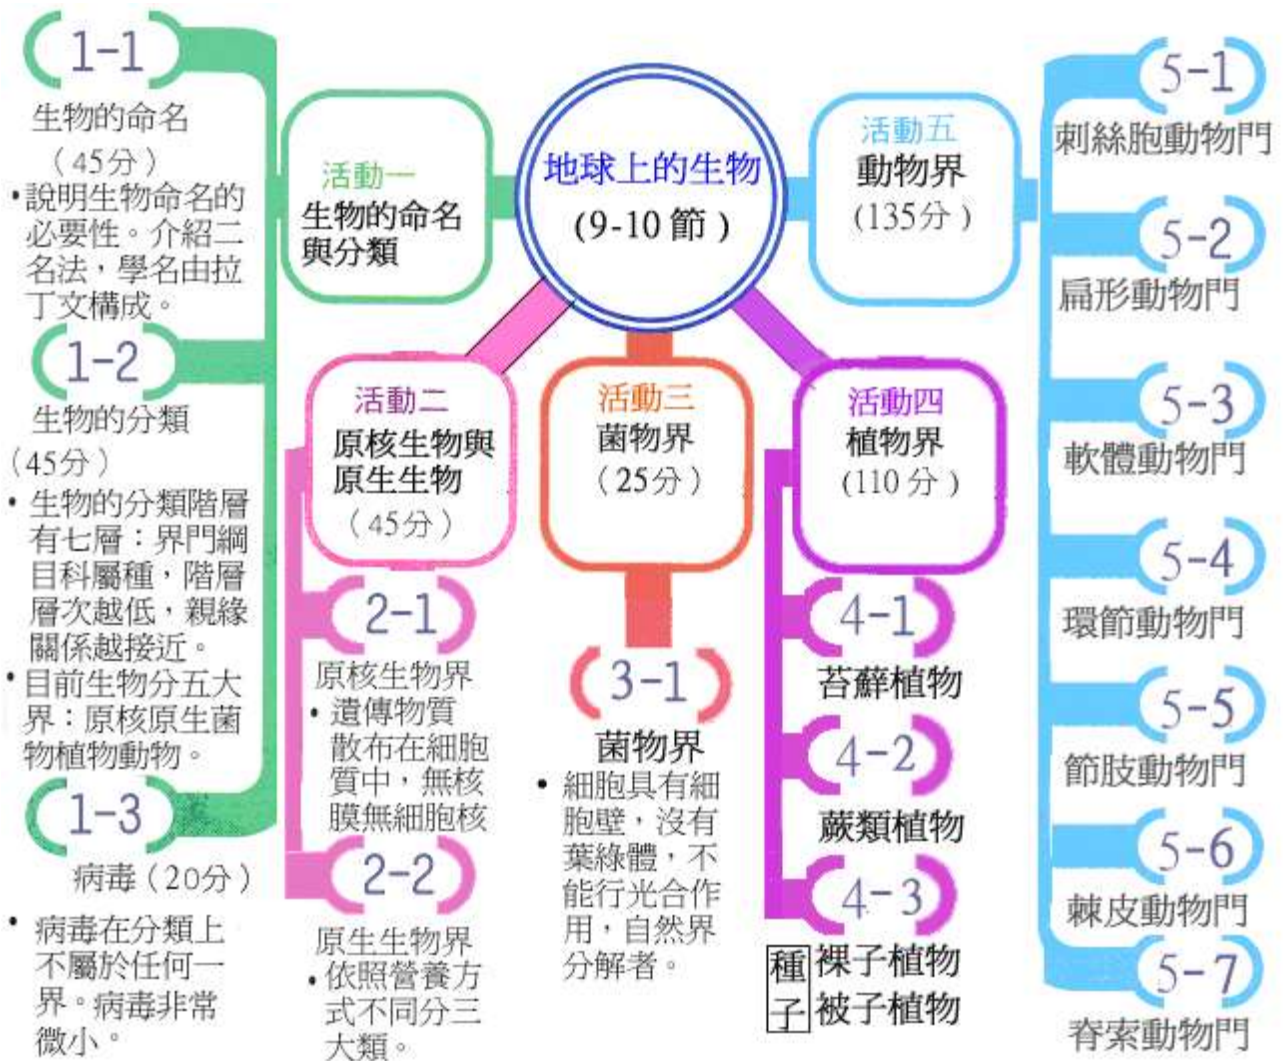 地球上的生物
(9-10 節 )
活動一
生物的命名
與分類
1-1
生物的命名
（45分）
•說明生物命名的
必要性。介紹二
名法，學名由拉
丁文構成。
1-2
生物的分類
（45分）
• 生物的分類階層
有七層：界門綱
目科屬種，階層
層次越低，親緣
關係越接近。
•目前生物分五大
界：原核原生菌
物植物動物。
1-3
病毒（20分）
• 病毒在分類上
不屬於任何一
界。病毒非常
微小。
活動二
原核生物與
原生生物
（45分）
2-1
原核生物界
• 遺傳物質
散布在細胞
質中，無核
膜無細胞核
2-2
原生生物界
•依照營養方
式不同分三
大類。
活動三
菌物界
（25分）
3-1
菌物界
• 細胞具有細
胞壁，沒有
葉綠體，不
能行光合作
用，自然界
分解者。
活動四
植物界
(110 分 )
4-1
苔蘚植物
4-2
蕨類植物
4-3
種子
裸子植物
被子植物
活動五
動物界
(135分 )
5-1
刺絲胞動物門
5-2
扁形動物門
5-3
軟體動物門
5-4
環節動物門
5-5
節肢動物門
5-6
棘皮動物門
5-7
脊索動物門